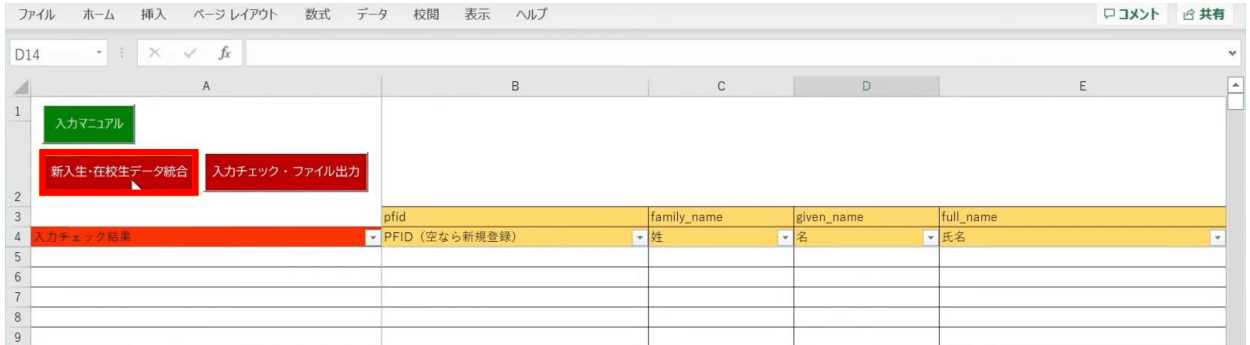 ファイル ホーム 挿入 ページ レイアウト 数式 データ 校閲 表示 ヘルプ コメント 共有
D14 fx
A B C D E
1
入力マニュアル
新入生・在校生データ統合 入力チェック・ファイル出力
2
3 pfid family_name given_name full_name
4 入力チェック結果 PFID（空なら新規登録） 姓 名 氏名
5
6
7
8
9